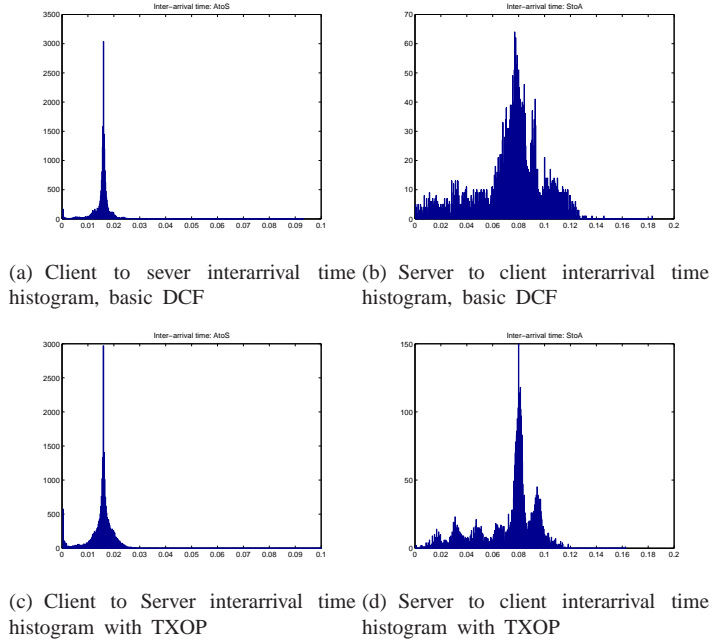 Inter-arrival time: AtoS
3500
3000
2500
2000
1500
1000
500
0
0 0.01 0.02 0.03 0.04 0.05 0.06 0.07 0.08 0.09 0.1
Inter-arrival time: StoA
70
60
50
40
30
20
10
0
0 0.02 0.04 0.06 0.08 0.1 0.12 0.14 0.16 0.18 0.2
(a) Client to sever interarrival time
histogram, basic DCF
(b) Server to client interarrival time
histogram, basic DCF
Inter-arrival time: AtoS
3000
2500
2000
1500
1000
500
0
0 0.01 0.02 0.03 0.04 0.05 0.06 0.07 0.08 0.09 0.1
Inter-arrival time: StoA
150
100
50
0
0 0.02 0.04 0.06 0.08 0.1 0.12 0.14 0.16 0.18 0.2
(c) Client to Server interarrival time
histogram with TXOP
(d) Server to client interarrival time
histogram with TXOP